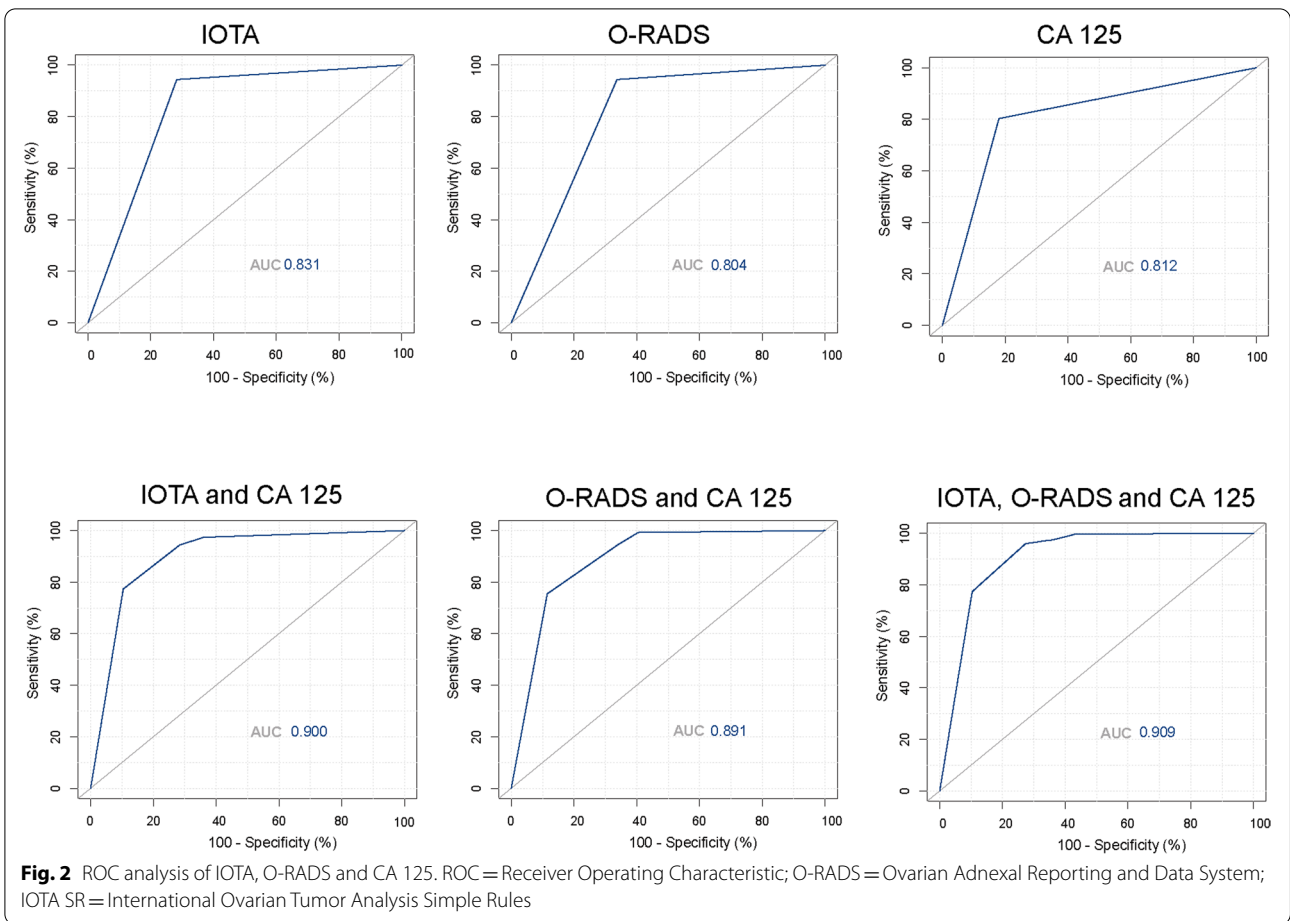 IOTA
O-RADS
CA 125
Sensitivity (%)
0 20 40 60 80 100
AUC 0.831
0 20 40 60 80 100
100 - Specificity (%)
Sensitivity (%)
0 20 40 60 80 100
AUC 0.804
0 20 40 60 80 100
100 - Specificity (%)
Sensitivity (%)
0 20 40 60 80 100
AUC 0.812
0 20 40 60 80 100
100 - Specificity (%)
IOTA and CA 125
O-RADS and CA 125
IOTA, O-RADS and CA 125
Sensitivity (%)
0 20 40 60 80 100
AUC 0.900
0 20 40 60 80 100
100 - Specificity (%)
Sensitivity (%)
0 20 40 60 80 100
AUC 0.891
0 20 40 60 80 100
100 - Specificity (%)
Sensitivity (%)
0 20 40 60 80 100
AUC 0.909
0 20 40 60 80 100
100 - Specificity (%)
Fig. 2 ROC analysis of IOTA, O-RADS and CA 125. ROC = Receiver Operating Characteristic; O-RADS = Ovarian Adnexal Reporting and Data System;
IOTA SR = International Ovarian Tumor Analysis Simple Rules